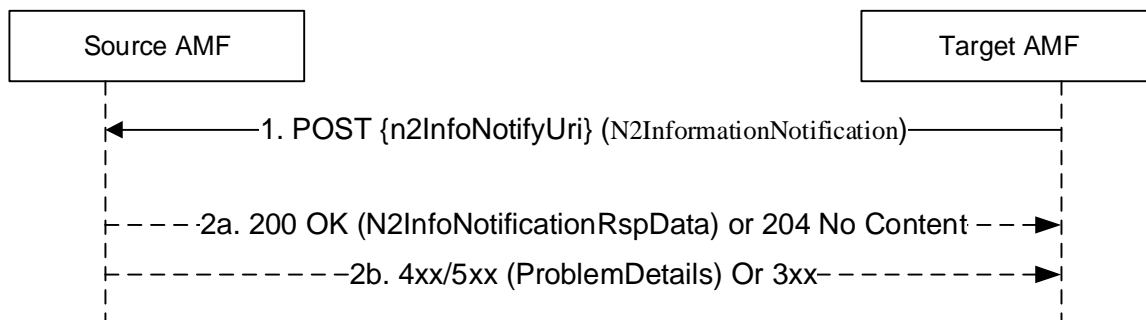 Source AMF
Target AMF
1. POST {n2InfoNotifyUri} (N2InformationNotification)
2a. 200 OK (N2InfoNotificationRspData) or 204 No Content
2b. 4xx/5xx (ProblemDetails) Or 3xx